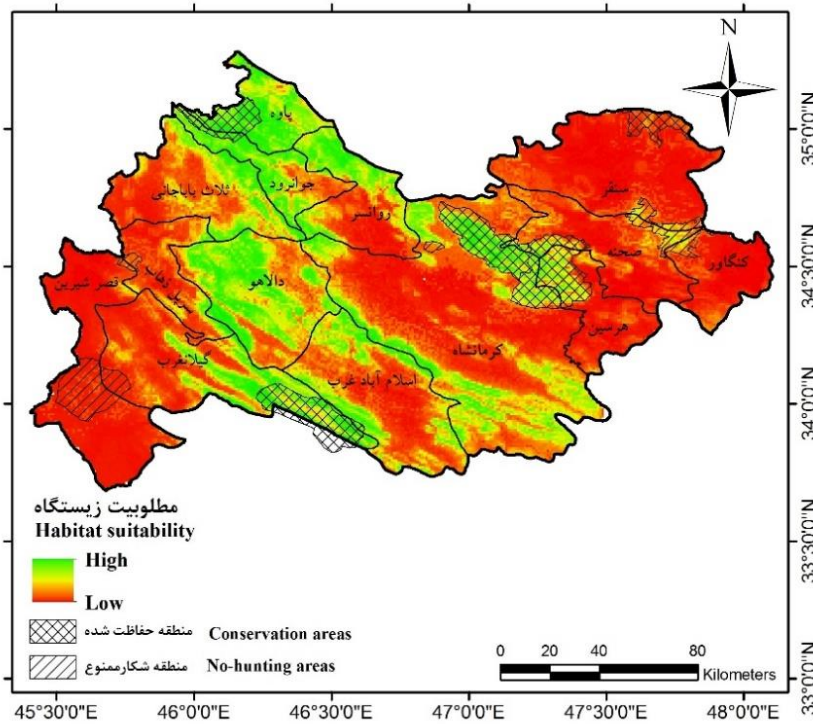 N
پاوه
جوانرود
ثلاث باباجانی
روانسر
سنقر
صحنه
کنگاور
قصر شیرین
سرپل ذهاب
دالاهو
هرسین
کرمانشاه
گیلانغرب
اسلام آباد غرب
35°0'0"N
34°30'0"N
34°0'0"N
33°30'0"N
33°0'0"N
مطلوبیت زیستگاه
Habitat suitability
High
Low
منطقه حفاظت شده Conservation areas
منطقه شکارممنوع No-hunting areas
0 20 40 80
Kilometers
45°30'0"E 46°0'0"E 46°30'0"E 47°0'0"E 47°30'0"E 48°0'0"E